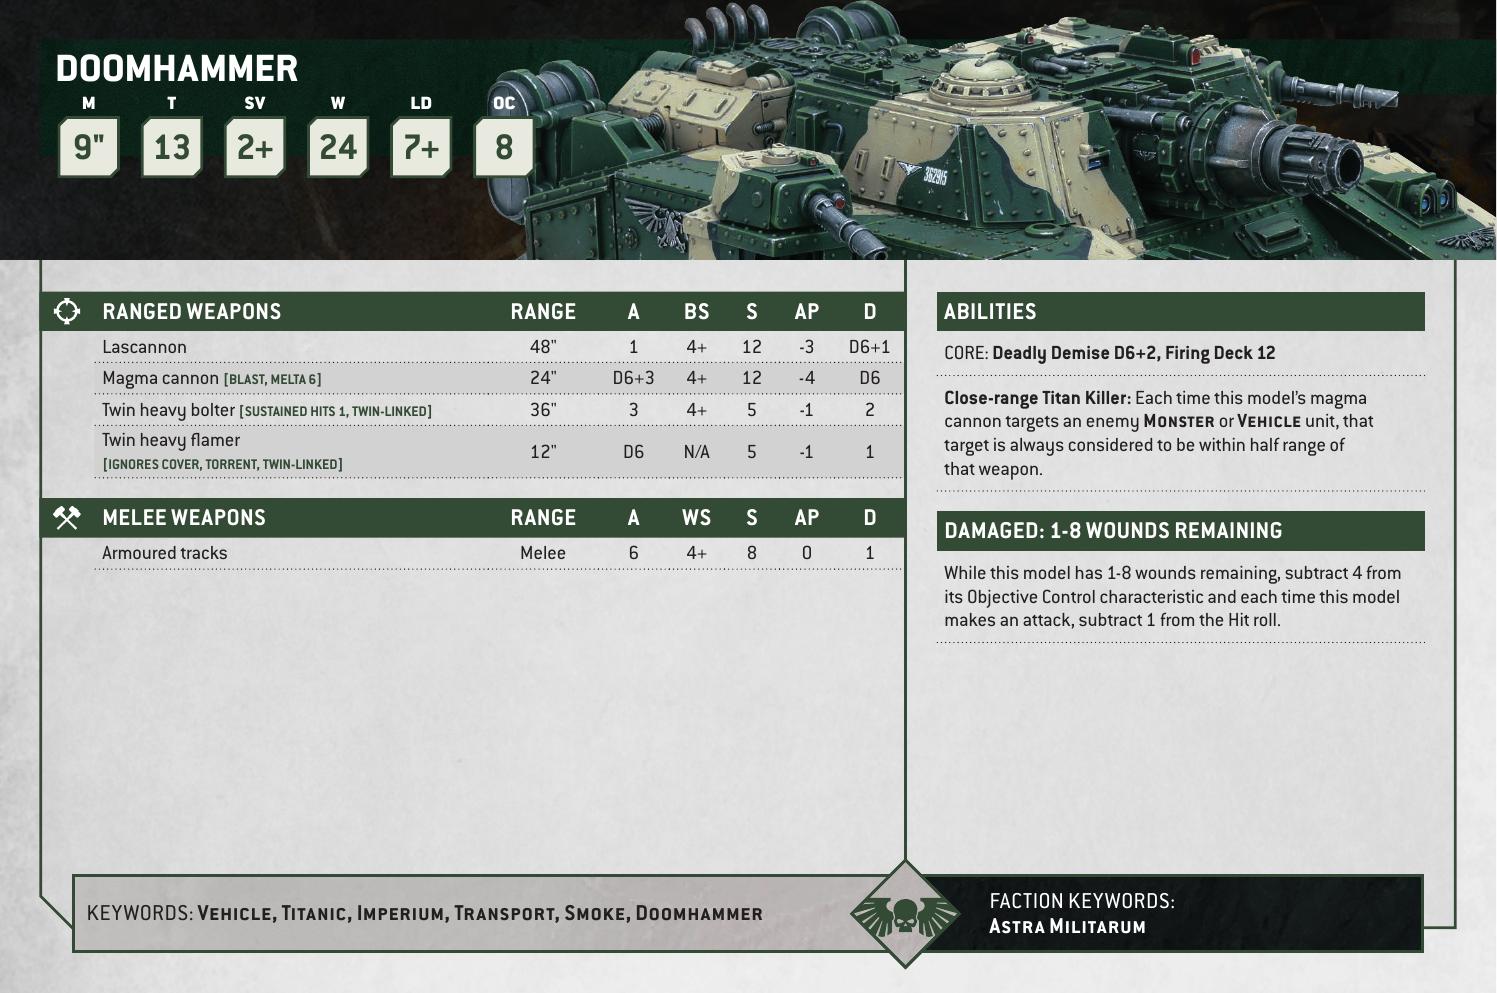 DOOMHAMMER
M T SV W LD OC
9" 13 2+ 24 7+ 8
362915
RANGED WEAPONS RANGE A BS S AP D
Lascannon 48" 1 4+ 12 -3 D6+1
Magma cannon [BLAST, MELTA 6] 24" D6+3 4+ 12 -4 D6
Twin heavy bolter [SUSTAINED HITS 1, TWIN-LINKED] 36" 3 4+ 5 -1 2
Twin heavy flamer
[IGNORES COVER, TORRENT, TWIN-LINKED] 12" D6 N/A 5 -1 1
MELEE WEAPONS RANGE A WS S AP D
Armoured tracks Melee 6 4+ 8 0 1
ABILITIES
CORE: Deadly Demise D6+2, Firing Deck 12
Close-range Titan Killer: Each time this model's magma
cannon targets an enemy MONSTER or VEHICLE unit, that
target is always considered to be within half range of
that weapon.
DAMAGED: 1-8 WOUNDS REMAINING
While this model has 1-8 wounds remaining, subtract 4 from
its Objective Control characteristic and each time this model
makes an attack, subtract 1 from the Hit roll.
KEYWORDS: VEHICLE, TITANIC, IMPERIUM, TRANSPORT, SMOKE, DOOMHAMMER
FACTION KEYWORDS:
ASTRA MILITARUM